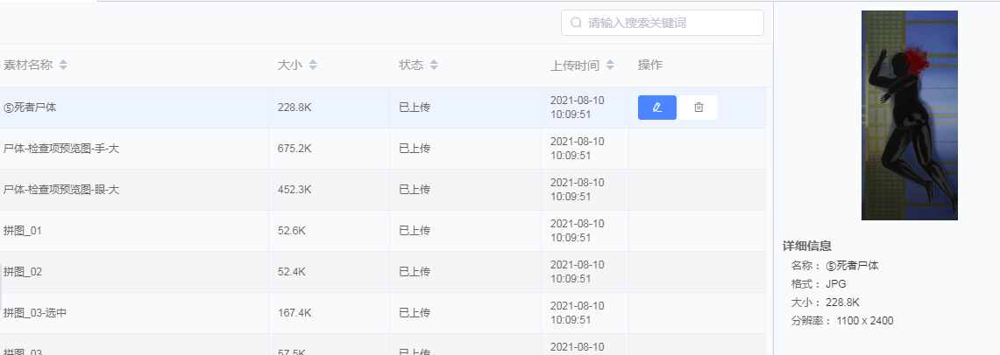 请输入搜索关键词
素材名称 大小 状态 上传时间 操作
⑤死者尸体 228.8K 已上传 2021-08-10
10:09:51
尸体-检查项预览图-手-大 675.2K 已上传 2021-08-10
10:09:51
尸体-检查项预览图-眼-大 452.3K 已上传 2021-08-10
10:09:51
拼图_01 52.6K 已上传 2021-08-10
10:09:51
拼图_02 52.4K 已上传 2021-08-10
10:09:51
拼图_03-选中 167.4K 已上传 2021-08-10
10:09:51
拼图_03 57.5K 已上传 2021-08-10
详细信息
名称： ⑤死者尸体
格式： JPG
大小： 228.8K
分辨率： 1100 x 2400